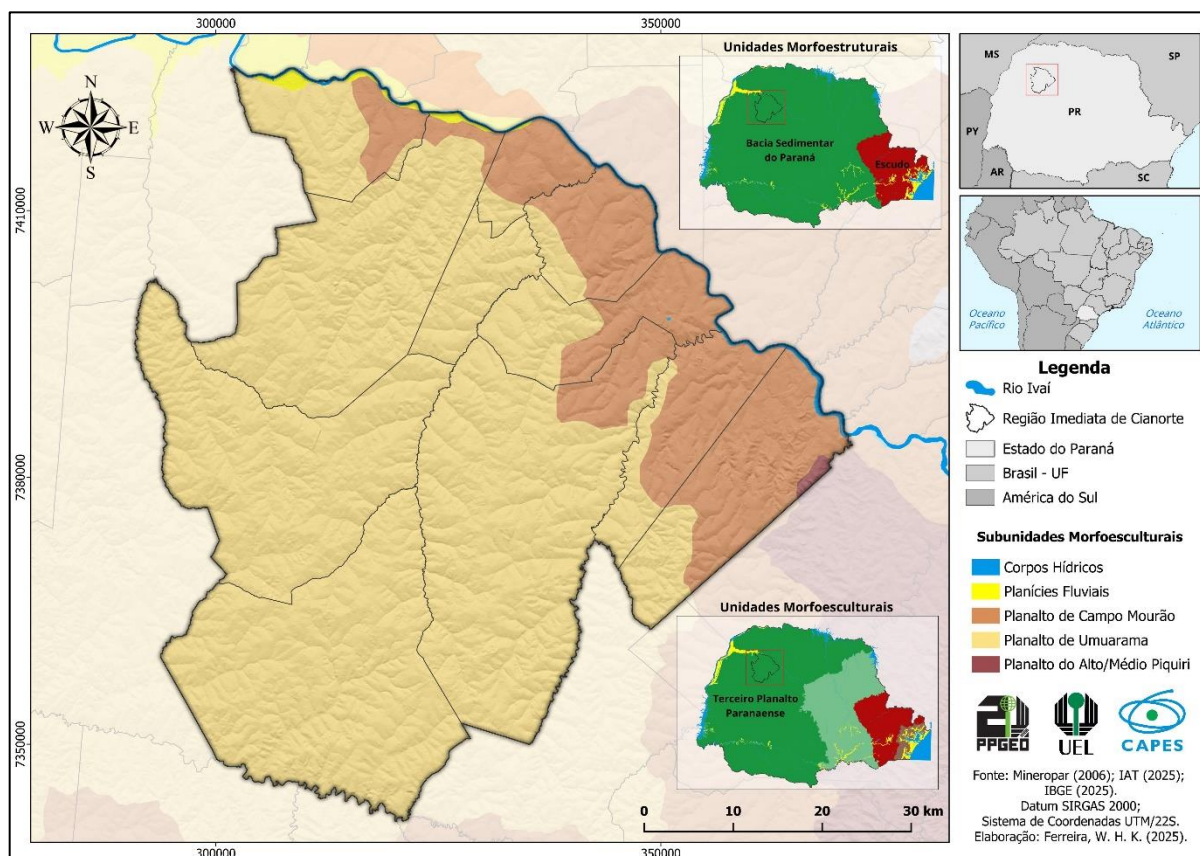 300000
350000
7410000
7380000
7350000
300000
350000
N
W
E
S
Unidades Morfoestruturais
Bacia Sedimentar
do Paraná
Escudo
Unidades Morfoesculturais
Terceiro Planalto
Paranaense
0 10 20 30 km
MS
SP
PR
PY
AR
SC
Oceano
Pacífico
Oceano
Atlântico
Legenda
Rio Ivaí
Região Imediata de Cianorte
Estado do Paraná
Brasil - UF
América do Sul
Subunidades Morfoesculturais
Corpos Hídricos
Planícies Fluviais
Planalto de Campo Mourão
Planalto de Umuarama
Planalto do Alto/Médio Piquiri
PPGEO
UEL
CAPES
Fonte: Mineropar (2006); IAT (2025);
IBGE (2025).
Datum SIRGAS 2000;
Sistema de Coordenadas UTM/22S.
Elaboração: Ferreira, W. H. K. (2025).